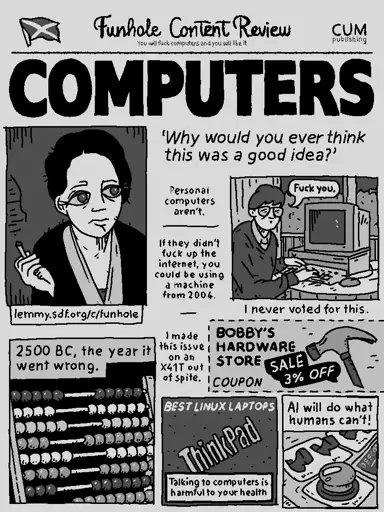 Funhole Content Review
You will fuck computers and you will like it
CUM
publishing
COMPUTERS
'Why would you ever think
this was a good idea?'
lemmy.sdf.org/c/funhole
Personal
computers
aren't.
If they didn't
fuck up the
internet, you
could be using
a machine
from 2004.
Fuck you.
I never voted for this.
I made
this issue
on an
X41T out
of spite.
BOBBY'S
HARDWARE
STORE
COUPON
SALE
3% OFF
2500 BC, the year it
went wrong.
BEST LINUX LAPTOPS
ThinkPad
Talking to computers is
harmful to your health
AI will do what
humans can't!